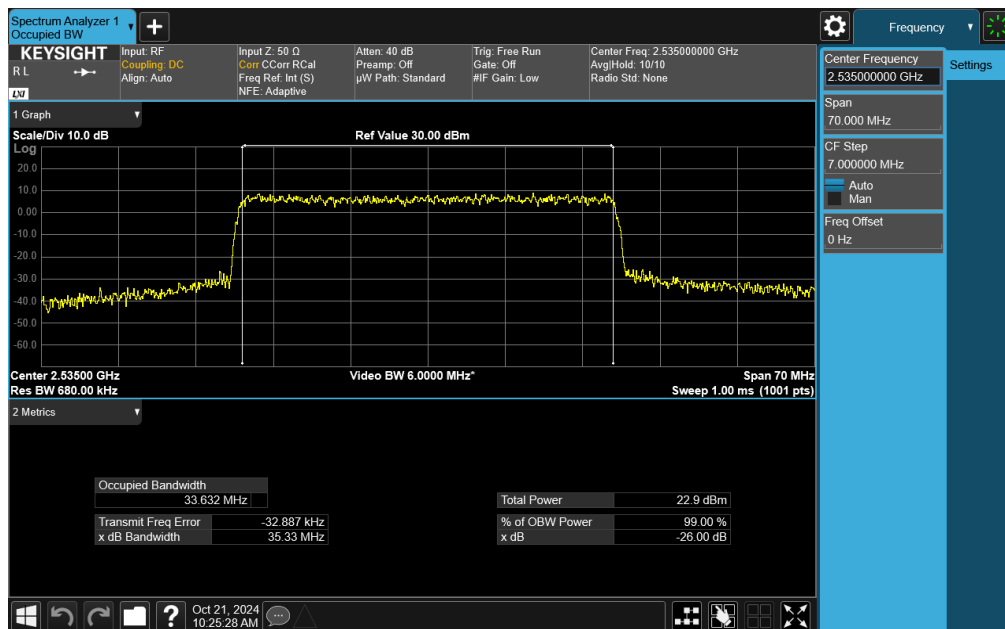 Spectrum Analyzer 1
Occupied BW
Frequency
KEYSIGHT
R L
LXI
Input: RF
Coupling: DC
Align: Auto
Input Z: 50 Ω
Corr CCorr RCal
Freq Ref: Int (S)
NFE: Adaptive
Atten: 40 dB
Preamp: Off
µW Path: Standard
Trig: Free Run
Gate: Off
#IF Gain: Low
Center Freq: 2.535000000 GHz
Avg|Hold: 10/10
Radio Std: None
Center Frequency
2.535000000 GHz
Settings
Span
70.000 MHz
CF Step
7.000000 MHz
Auto
Man
Freq Offset
0 Hz
1 Graph
Scale/Div 10.0 dB
Ref Value 30.00 dBm
Log
20.0
10.0
0.00
-10.0
-20.0
-30.0
-40.0
-50.0
-60.0
Center 2.53500 GHz
Video BW 6.0000 MHz*
Span 70 MHz
Res BW 680.00 kHz
Sweep 1.00 ms (1001 pts)
2 Metrics
Occupied Bandwidth
33.632 MHz
Total Power 22.9 dBm
Transmit Freq Error -32.887 kHz
% of OBW Power 99.00 %
x dB Bandwidth 35.33 MHz
x dB -26.00 dB
?
Oct 21, 2024
10:25:28 AM